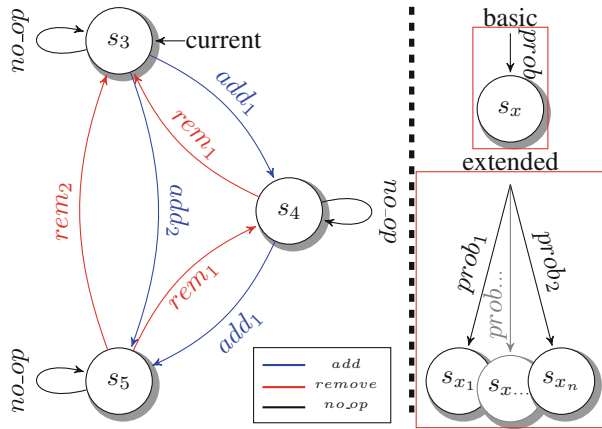 no_op
s3
current
add1
rem1
rem2
add2
s4
no_op
rem1
add1
no_op
s5
add
remove
no_op
basic
prob
sx
extended
prob1
prob...
prob2
sx1
sx...
sxn